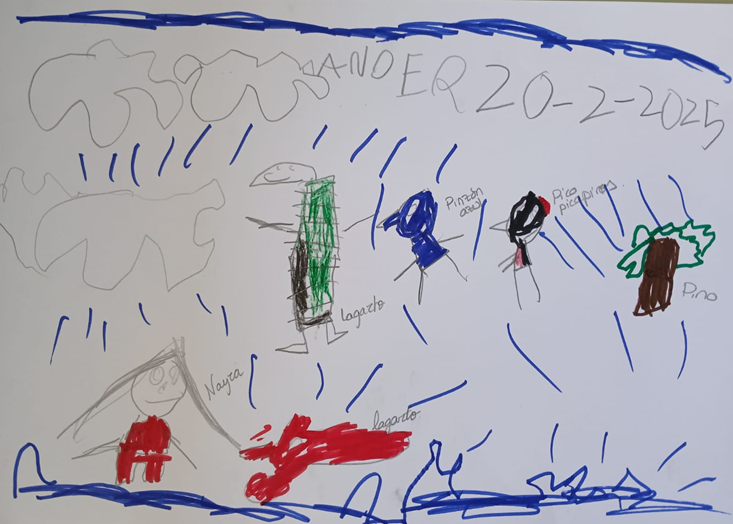 ANDER 20-2-2025
Pinzón
azul
Pico
picapinos
Pino
lagarto
Nayra
lagarto